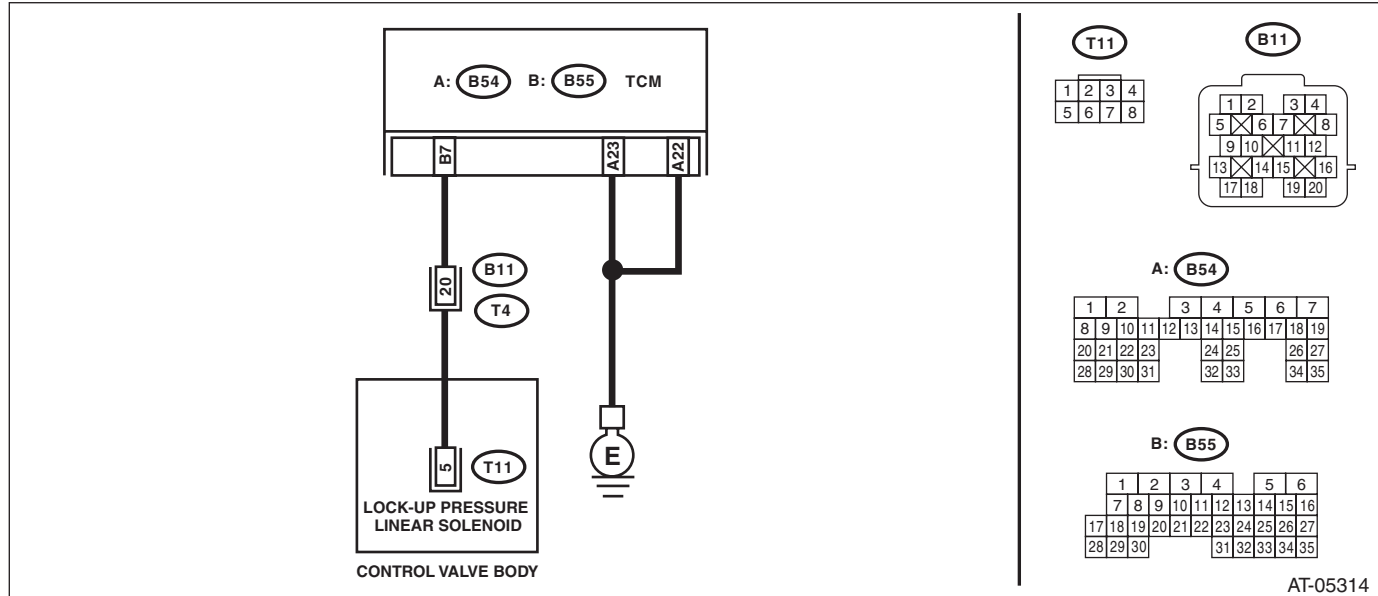 A: B54 B: B55 TCM
B7 A23 A22
20
B11
T4
5
T11
LOCK-UP PRESSURE
LINEAR SOLENOID
CONTROL VALVE BODY
E
T11
1 2 3 4
5 6 7 8
B11
1 2 3 4
5 6 7 8
9 10 11 12
13 14 15 16
17 18 19 20
A: B54
1 2 3 4 5 6 7
8 9 10 11 12 13 14 15 16 17 18 19
20 21 22 23 24 25 26 27
28 29 30 31 32 33 34 35
B: B55
1 2 3 4 5 6
7 8 9 10 11 12 13 14 15 16
17 18 19 20 21 22 23 24 25 26 27
28 29 30 31 32 33 34 35
AT-05314